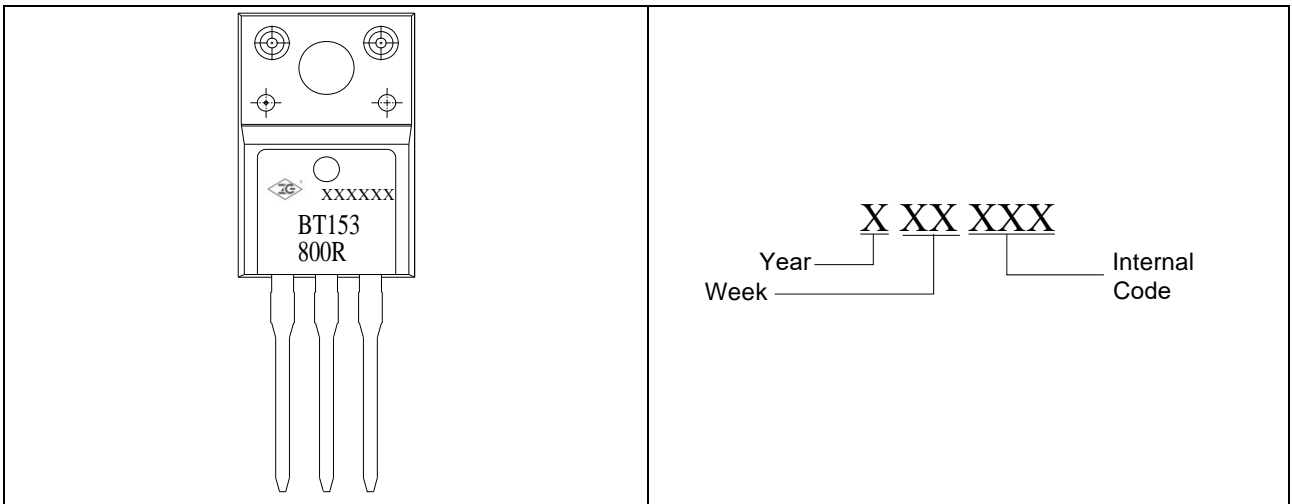 XXXXXX
BT153
800R
X XX XXX
Year
Week
Internal
Code